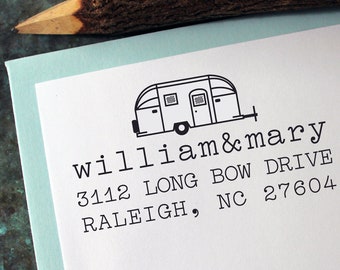 william&mary
3112 LONG BOW DRIVE
RALEIGH, NC 27604